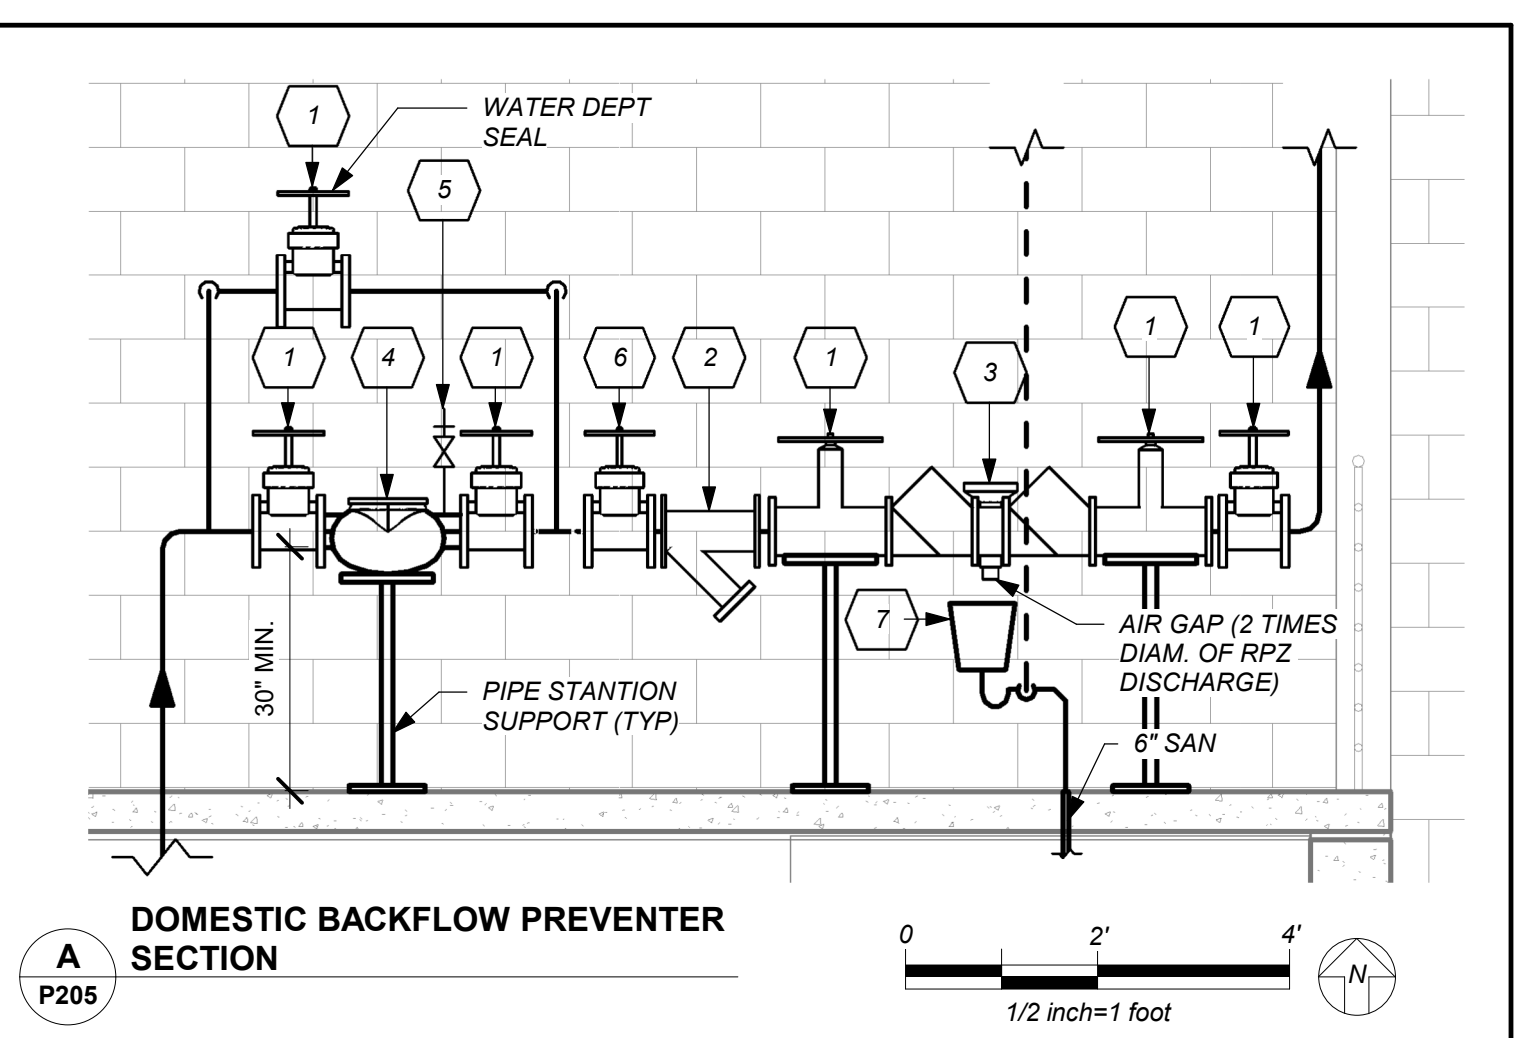 1
WATER DEPT
SEAL
5
1
4
1
6
2
1
3
1
1
7
AIR GAP (2 TIMES
DIAM. OF RPZ
DISCHARGE)
30" MIN.
PIPE STANTION
SUPPORT (TYP)
6" SAN
DOMESTIC BACKFLOW PREVENTER
SECTION
A
P205
0 2' 4'
1/2 inch=1 foot
N